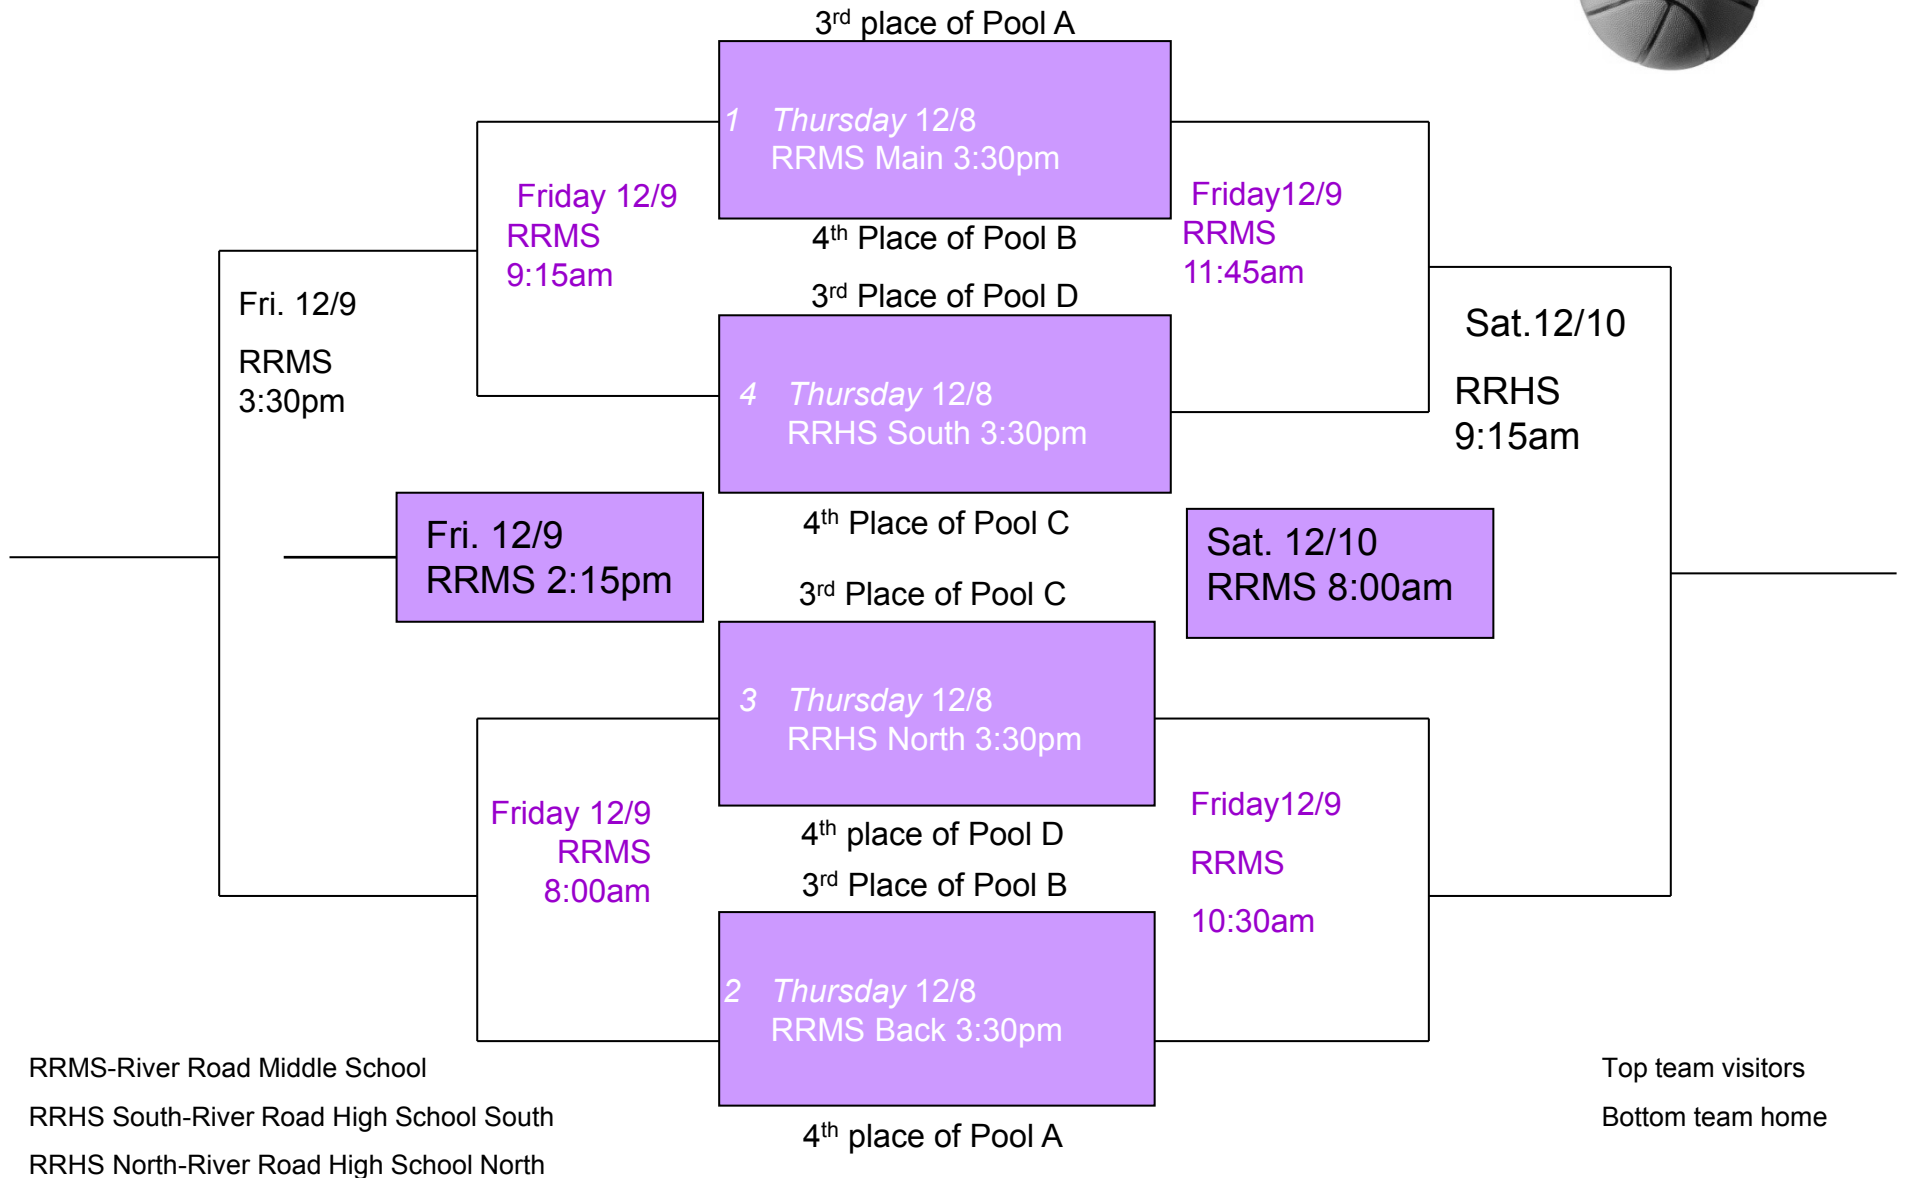 3rd place of Pool A
1 Thursday 12/8
RRMS Main 3:30pm
4th Place of Pool B
Friday 12/9
RRMS
9:15am
Friday12/9
RRMS
11:45am
3rd Place of Pool D
4 Thursday 12/8
RRHS South 3:30pm
4th Place of Pool C
Fri. 12/9
RRMS
3:30pm
Sat.12/10
RRHS
9:15am
Fri. 12/9
RRMS 2:15pm
Sat. 12/10
RRMS 8:00am
3rd Place of Pool C
3 Thursday 12/8
RRHS North 3:30pm
4th place of Pool D
Friday 12/9
RRMS
8:00am
Friday12/9
RRMS
10:30am
3rd Place of Pool B
2 Thursday 12/8
RRMS Back 3:30pm
4th place of Pool A
RRMS-River Road Middle School
RRHS South-River Road High School South
RRHS North-River Road High School North
Top team visitors
Bottom team home